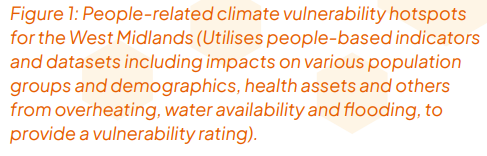 Figure 1: People-related climate vulnerability hotspots
for the West Midlands (Utilises people-based indicators
and datasets including impacts on various population
groups and demographics, health assets and others
from overheating, water availability and flooding, to
provide a vulnerability rating).